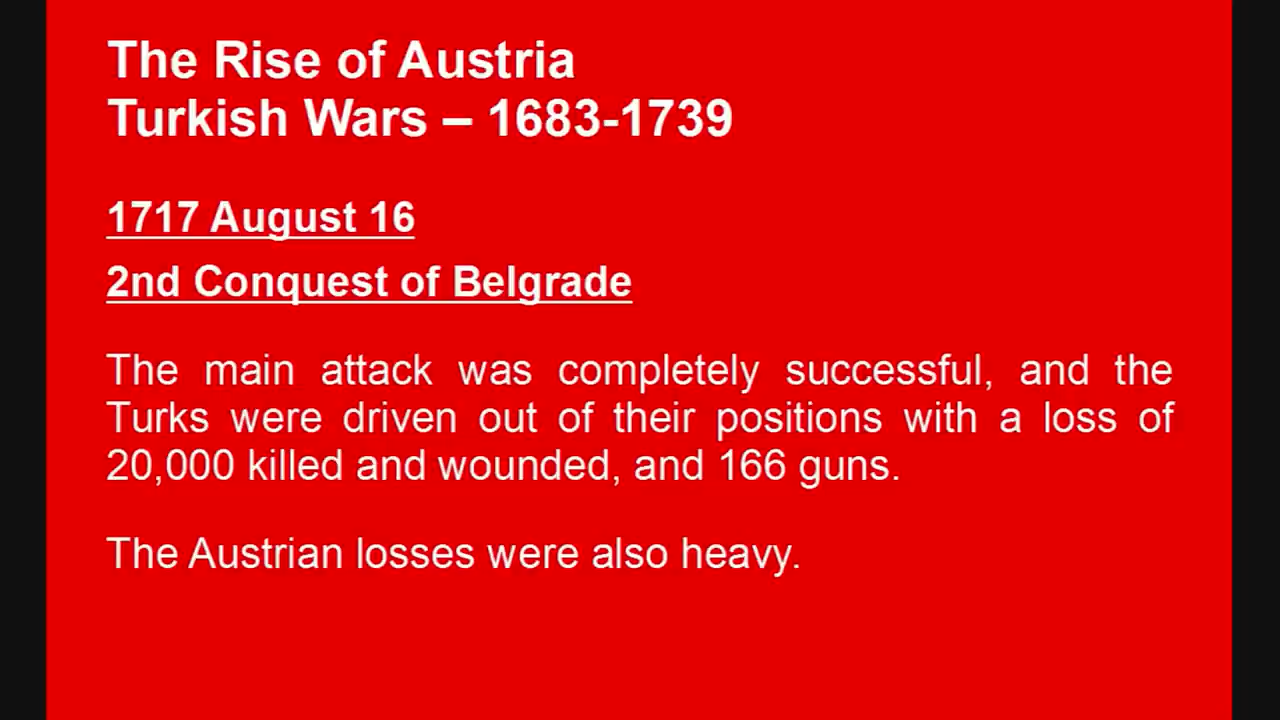 The Rise of Austria
Turkish Wars – 1683-1739
1717 August 16
2nd Conquest of Belgrade
The main attack was completely successful, and the
Turks were driven out of their positions with a loss of
20,000 killed and wounded, and 166 guns.
The Austrian losses were also heavy.